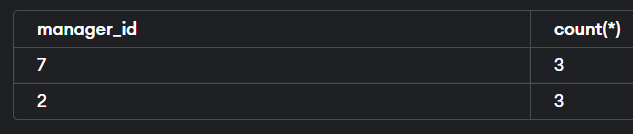 manager_id count(*)
7 3
2 3